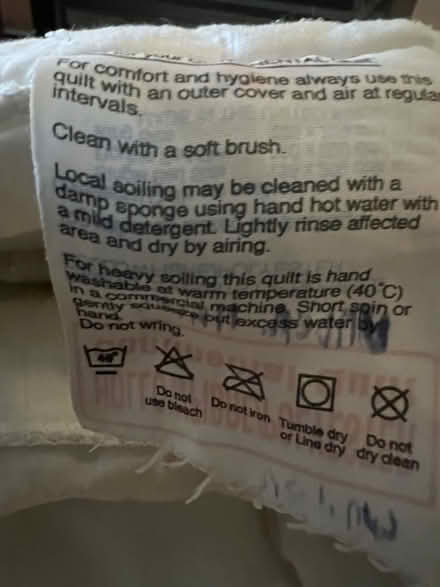 For comfort and hygiene always use this
quilt with an outer cover and air at regular
intervals.
Clean with a soft brush.
Local soiling may be cleaned with a
damp sponge using hand hot water with
a mild detergent. Lightly rinse affected
area and dry by airing.
For heavy soiling this quilt is hand
washable at warm temperature (40°C)
in a commercial machine. Short spin or
gently squeeze out excess water by
hand.
Do not wring.
40°
Do not
use bleach
Do not iron
Tumble dry
or Line dry
Do not
dry clean